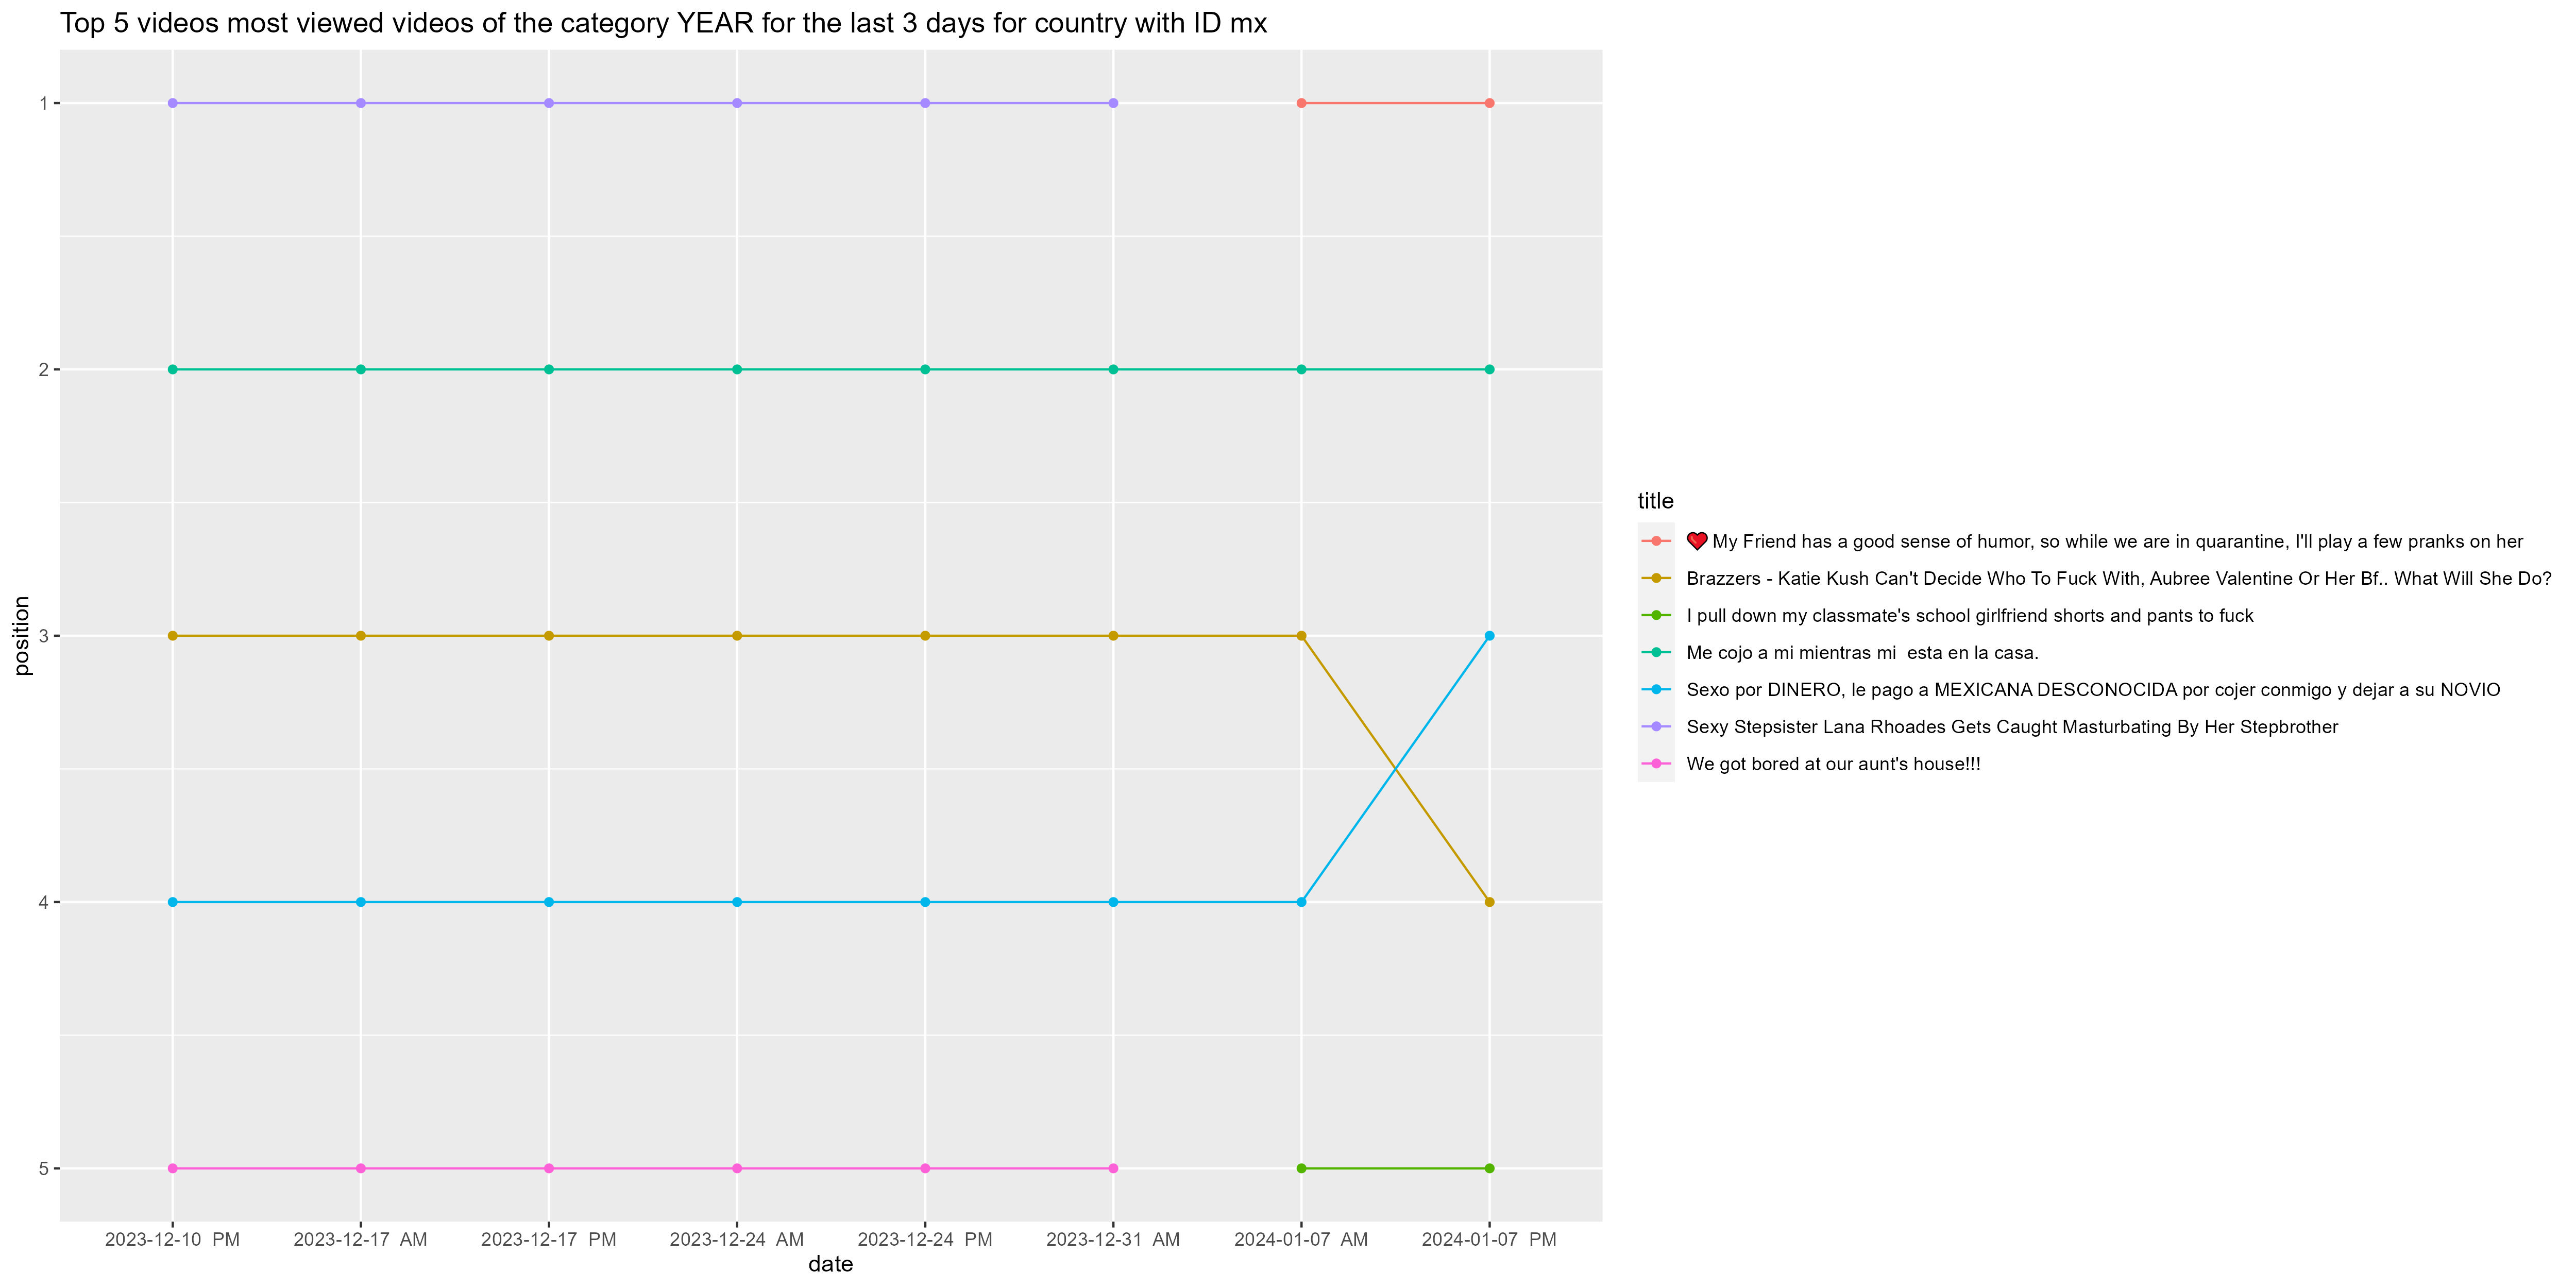 Top 5 videos most viewed videos of the category YEAR for the last 3 days for country with ID mx
position
1
2
3
4
5
2023-12-10 PM
2023-12-17 AM
2023-12-17 PM
2023-12-24 AM
2023-12-24 PM
2023-12-31 AM
2024-01-07 AM
2024-01-07 PM
date
title
❤ My Friend has a good sense of humor, so while we are in quarantine, I'll play a few pranks on her
Brazzers - Katie Kush Can't Decide Who To Fuck With, Aubree Valentine Or Her Bf.. What Will She Do?
I pull down my classmate's school girlfriend shorts and pants to fuck
Me cojo a mi mientras mi  esta en la casa.
Sexo por DINERO, le pago a MEXICANA DESCONOCIDA por cojer conmigo y dejar a su NOVIO
Sexy Stepsister Lana Rhoades Gets Caught Masturbating By Her Stepbrother
We got bored at our aunt's house!!!